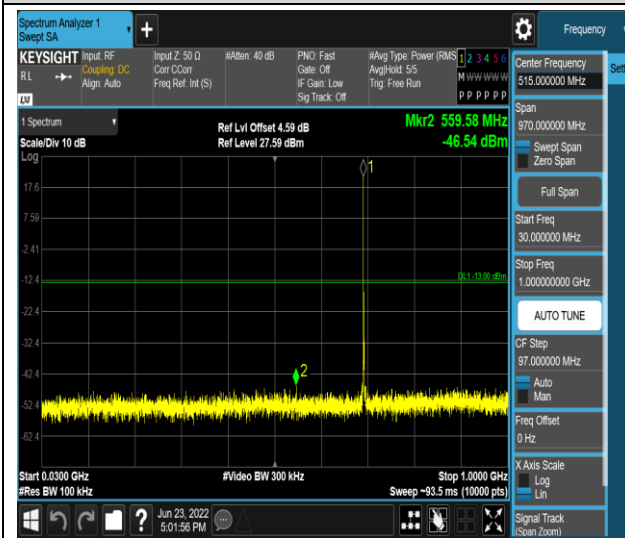 Spectrum Analyzer 1
Swept SA
+
Frequency
KEYSIGHT
R L
LXI
Input: RF
Coupling: DC
Align: Auto
Input Z: 50 Ω
Corr CCorr
Freq Ref: Int (S)
#Atten: 40 dB
PNO: Fast
Gate: Off
IF Gain: Low
Sig Track: Off
#Avg Type: Power (RMS
Avg|Hold: 5/5
Trig: Free Run
1 2 3 4 5 6
M W W W W W
P P P P P P
1 Spectrum
Scale/Div 10 dB
Log
Ref Lvl Offset 4.59 dB
Ref Level 27.59 dBm
Mkr2 559.58 MHz
-46.54 dBm
17.6
7.59
-2.41
-12.4
-22.4
-32.4
-42.4
-52.4
-62.4
1
DL1 -13.00 dBm
2
Start 0.0300 GHz
#Res BW 100 kHz
#Video BW 300 kHz
Stop 1.0000 GHz
Sweep ~93.5 ms (10000 pts)
Center Frequency
515.000000 MHz
Sett
Span
970.000000 MHz
Swept Span
Zero Span
Full Span
Start Freq
30.000000 MHz
Stop Freq
1.00000000 GHz
AUTO TUNE
CF Step
97.000000 MHz
Auto
Man
Freq Offset
0 Hz
X Axis Scale
Log
Lin
Signal Track
(Span Zoom)
?
Jun 23, 2022
5:01:56 PM